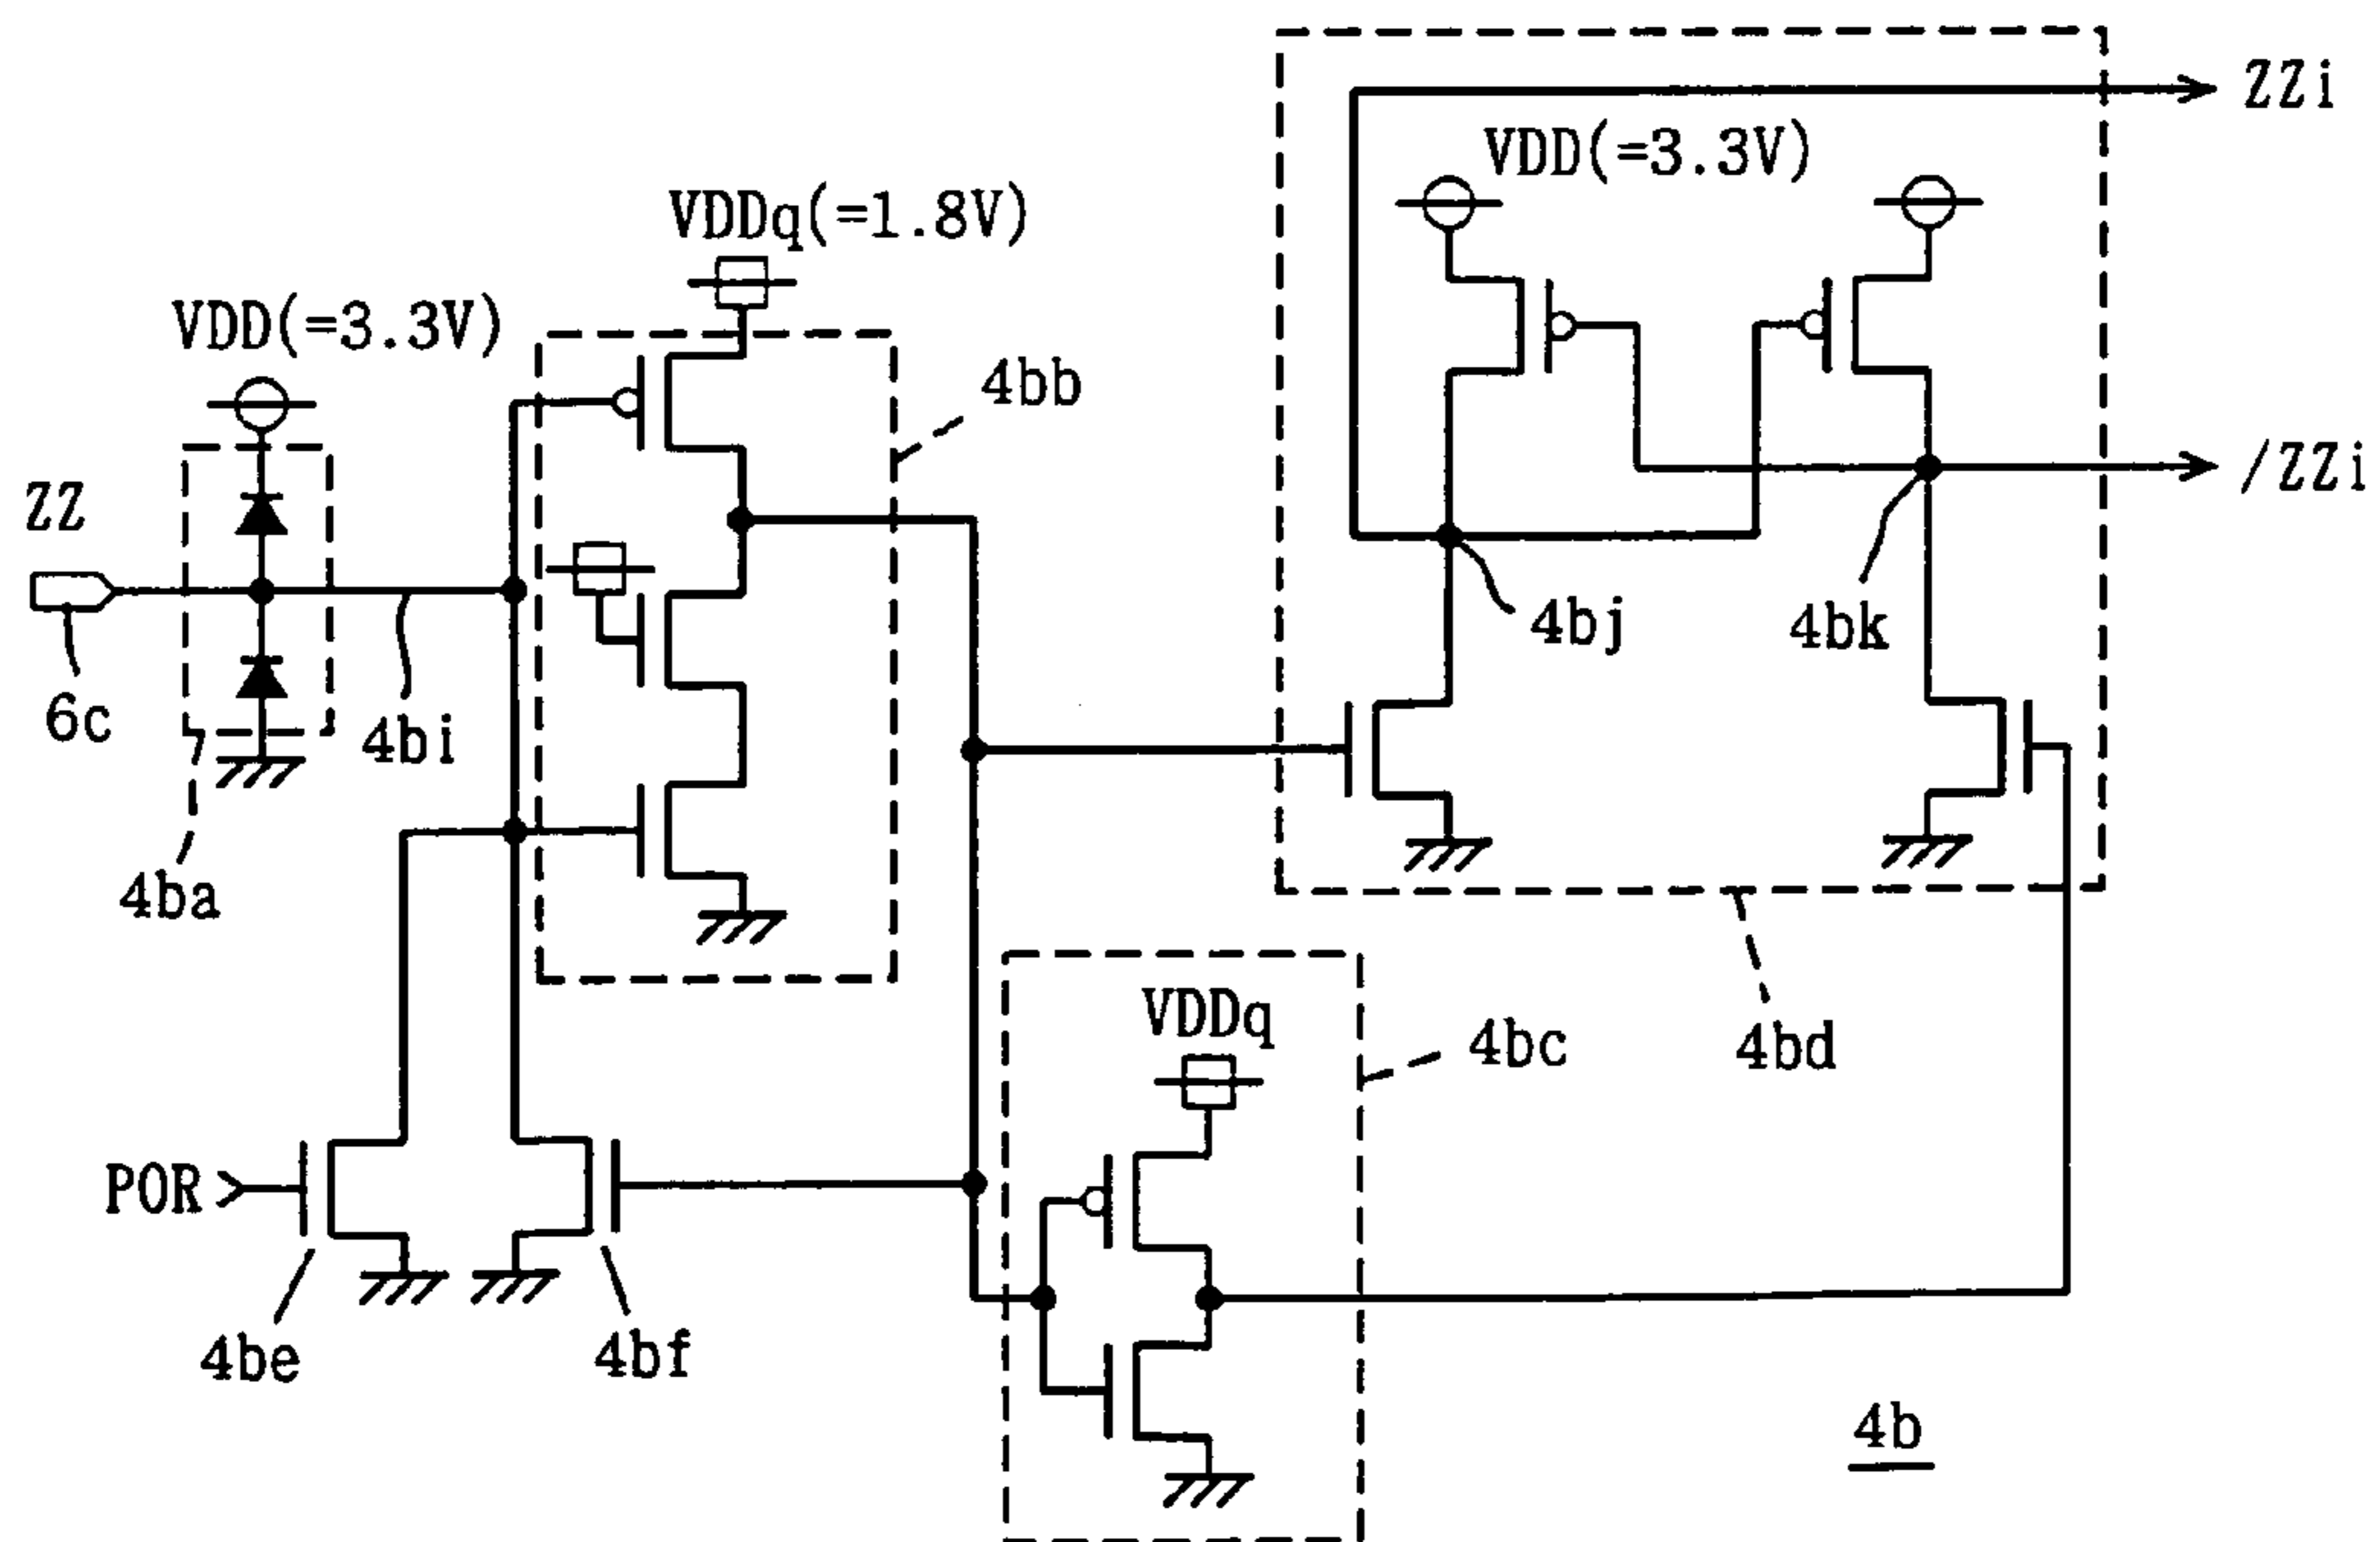 ZZi
VDD(=3.3V)
VDDq(=1.8V)
VDD(=3.3V)
4bb
ZZ
/ZZi
4bj
4bk
6c
4bi
4ba
VDDq
4bc
4bd
POR
4be
4bf
4b